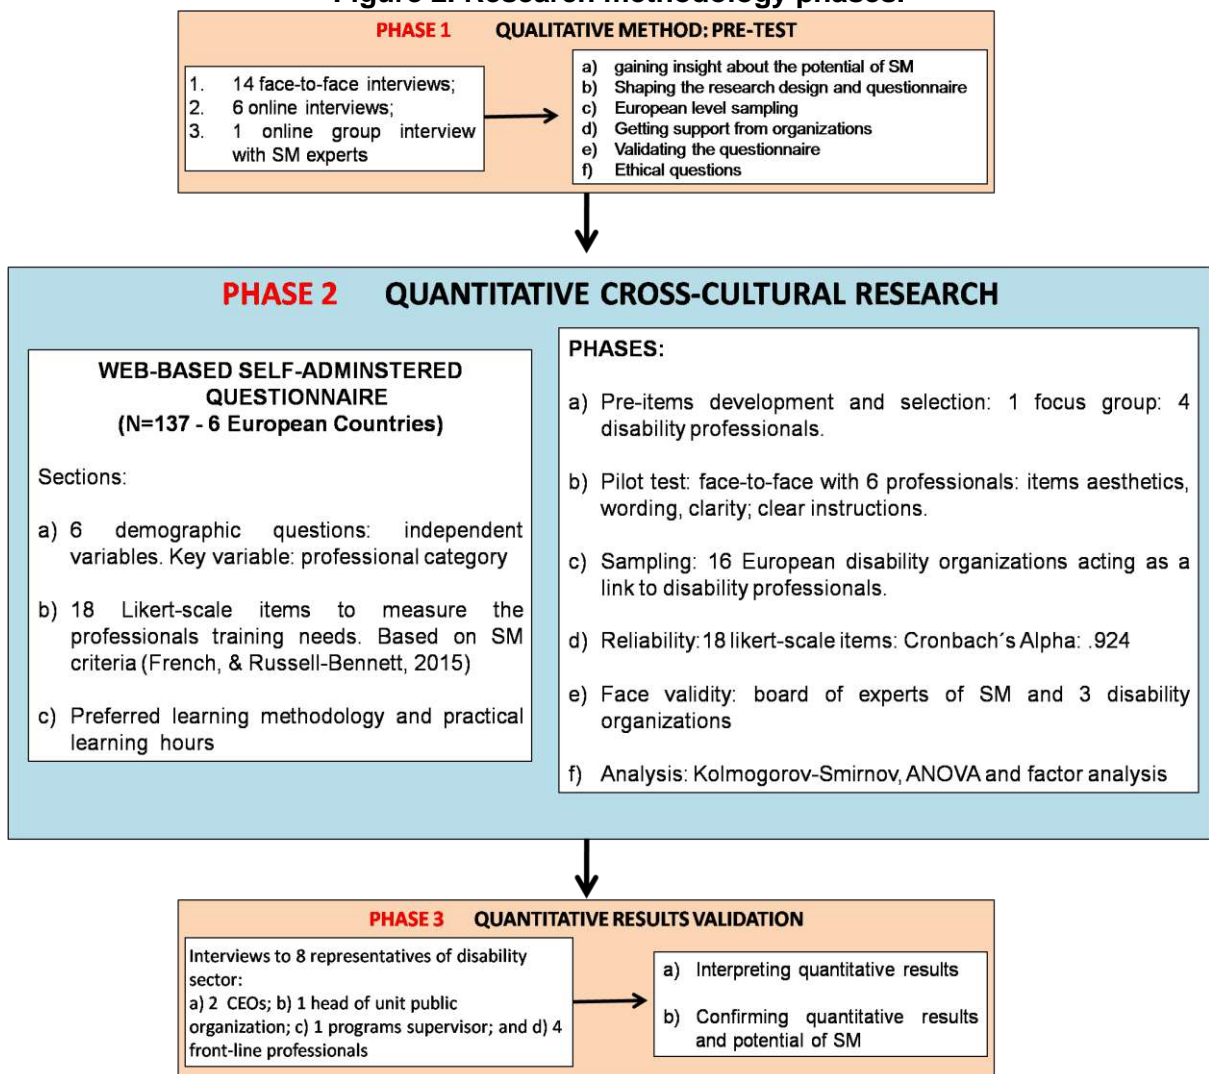 Figure 2. Research methodology phases.
PHASE 1 QUALITATIVE METHOD: PRE-TEST
1. 14 face-to-face interviews;
2. 6 online interviews;
3. 1 online group interview
with SM experts
a) gaining insight about the potential of SM
b) Shaping the research design and questionnaire
c) European level sampling
d) Getting support from organizations
e) Validating the questionnaire
f) Ethical questions
PHASE 2 QUANTITATIVE CROSS-CULTURAL RESEARCH
WEB-BASED SELF-ADMINSTERED
QUESTIONNAIRE
(N=137 - 6 European Countries)
Sections:
a) 6 demographic questions: independent
variables. Key variable: professional category
b) 18 Likert-scale items to measure the
professionals training needs. Based on SM
criteria (French, & Russell-Bennett, 2015)
c) Preferred learning methodology and practical
learning hours
PHASES:
a) Pre-items development and selection: 1 focus group: 4
disability professionals.
b) Pilot test: face-to-face with 6 professionals: items aesthetics,
wording, clarity; clear instructions.
c) Sampling: 16 European disability organizations acting as a
link to disability professionals.
d) Reliability: 18 likert-scale items: Cronbach´s Alpha: .924
e) Face validity: board of experts of SM and 3 disability
organizations
f) Analysis: Kolmogorov-Smirnov, ANOVA and factor analysis
PHASE 3 QUANTITATIVE RESULTS VALIDATION
Interviews to 8 representatives of disability
sector:
a) 2 CEOs; b) 1 head of unit public
organization; c) 1 programs supervisor; and d) 4
front-line professionals
a) Interpreting quantitative results
b) Confirming quantitative results
and potential of SM